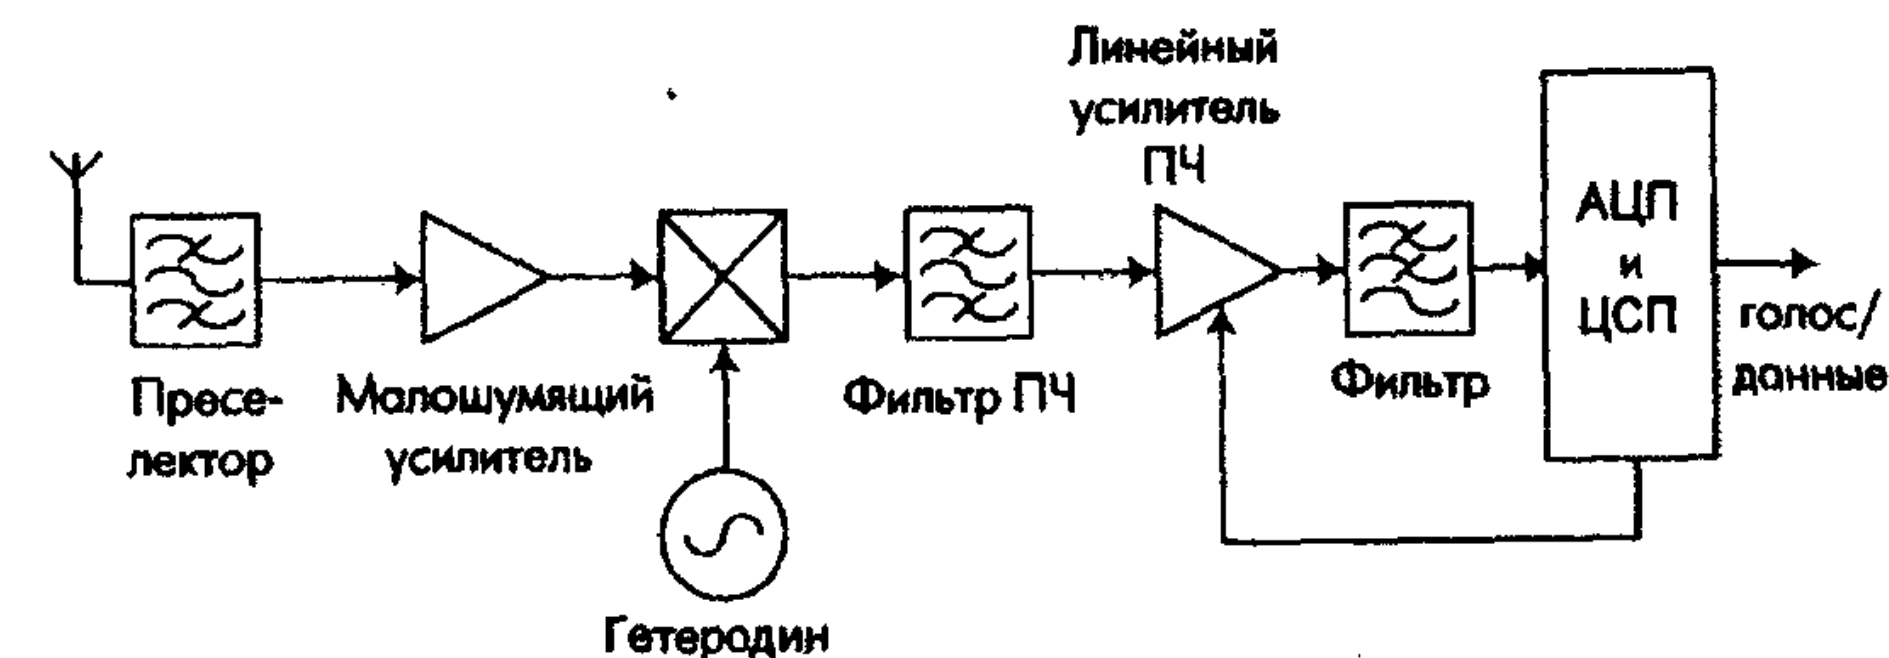 Линейный
усилитель
ПЧ
АЦП
и
ЦСП
голос/
данные
Пресе-
лектор
Малошумящий
усилитель
Фильтр ПЧ
Фильтр
Гетеродин